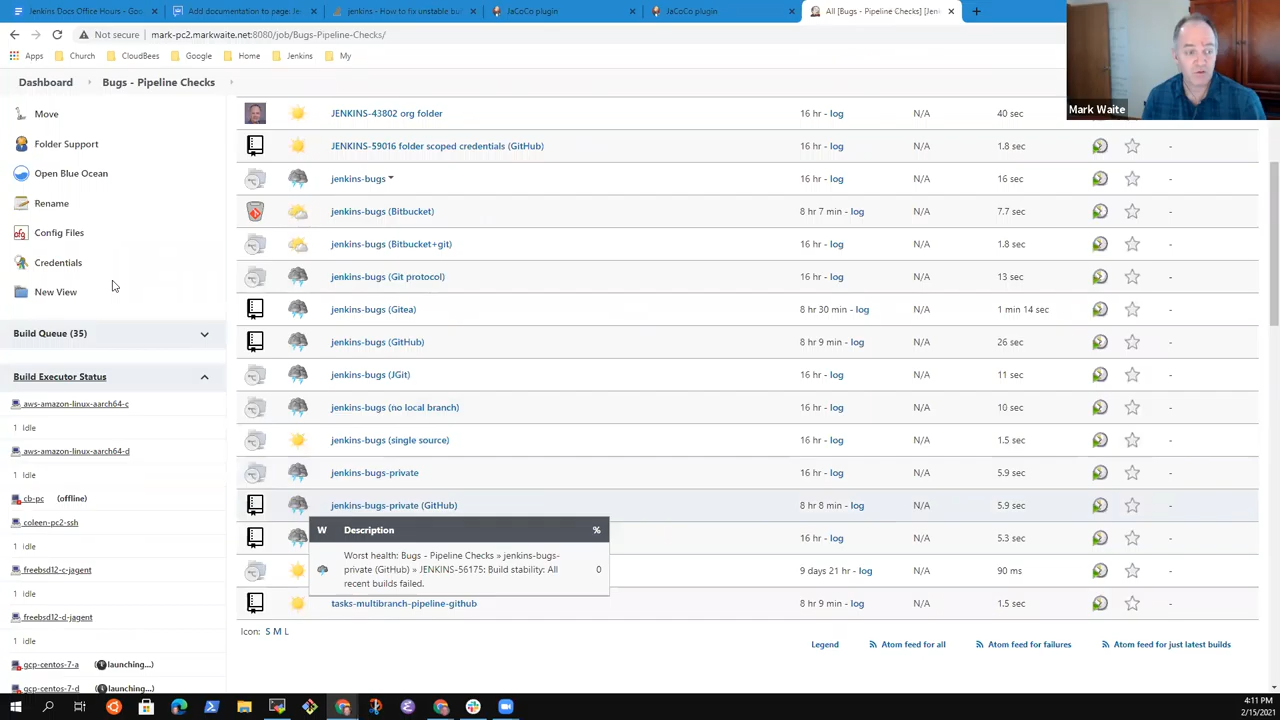 Jenkins Docs Office Hours - G
Add documentation to page: Je
jenkins - How to fix unstable bu
JaCoCo plugin
JaCoCo plugin
All [Bugs - Pipeline Checks] [Jenk
Not secure | mark-pc2.markwaite.net:8080/job/Bugs-Pipeline-Checks/
Apps Church CloudBees Google Home Jenkins My
Mark Waite
Dashboard Bugs - Pipeline Checks
Move
Folder Support
Open Blue Ocean
Rename
Config Files
Credentials
New View
Build Queue (35)
Build Executor Status
aws-amazon-linux-aarch64-c
1 Idle
aws-amazon-linux-aarch64-d
1 Idle
cb-pc (offline)
coleen-pc2-ssh
1 Idle
freebsd12-c-jagent
1 Idle
freebsd12-d-jagent
1 Idle
gcp-centos-7-a (launching...)
gcp-centos-7-d (launching...)
JENKINS-43802 org folder 16 hr - log N/A 40 sec
JENKINS-59016 folder scoped credentials (GitHub) 16 hr - log N/A 1.8 sec -
jenkins-bugs 16 hr - log N/A 16 sec -
jenkins-bugs (Bitbucket) 8 hr 7 min - log N/A 7.7 sec -
jenkins-bugs (Bitbucket+git) 16 hr - log N/A 1.8 sec -
jenkins-bugs (Git protocol) 16 hr - log N/A 13 sec -
jenkins-bugs (Gitea) 8 hr 30 min - log N/A 1 min 14 sec -
jenkins-bugs (GitHub) 8 hr 9 min - log N/A 26 sec -
jenkins-bugs (JGit) 16 hr - log N/A 11 sec -
jenkins-bugs (no local branch) 16 hr - log N/A 10 sec -
jenkins-bugs (single source) 16 hr - log N/A 1.5 sec -
jenkins-bugs-private 16 hr - log N/A 5.9 sec -
jenkins-bugs-private (GitHub) 8 hr 8 min - log N/A 5.9 sec -
16 hr - log N/A 5.3 sec -
9 days 21 hr - log N/A 90 ms -
tasks-multibranch-pipeline-github 8 hr 9 min - log N/A 1.5 sec -
W Description %
Worst health: Bugs - Pipeline Checks » jenkins-bugs-
private (GitHub) » JENKINS-56175: Build stability: All 0
recent builds failed.
Icon: S M L
Legend Atom feed for all Atom feed for failures Atom feed for just latest builds
4:11 PM
2/15/2021